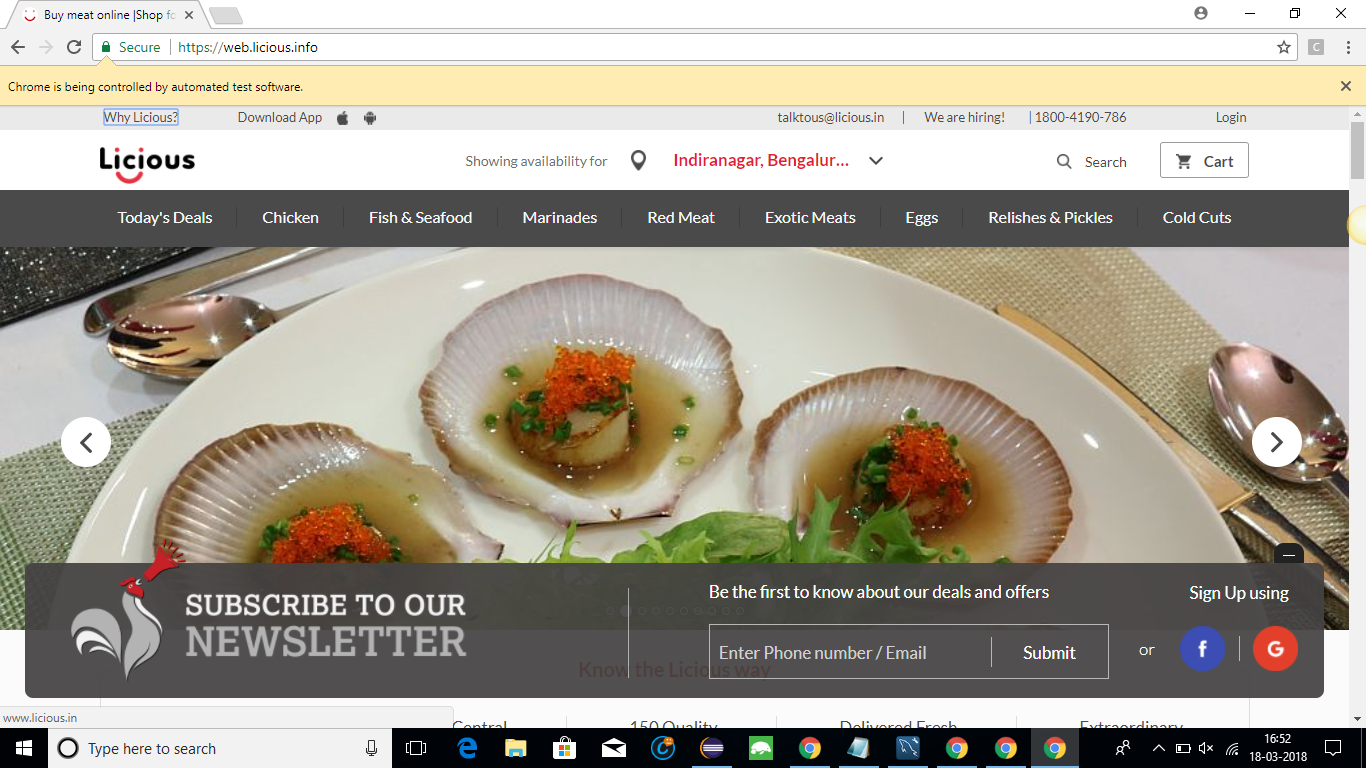 Buy meat online |Shop fo
Secure
https://web.licious.info
C
Chrome is being controlled by automated test software.
Why Licious?
Download App
talktous@licious.in
|
We are hiring!
| 1800-4190-786
Login
Licious
Showing availability for
Indiranagar, Bengalur...
Search
Cart
Today's Deals
Chicken
Fish & Seafood
Marinades
Red Meat
Exotic Meats
Eggs
Relishes & Pickles
Cold Cuts
SUBSCRIBE TO OUR
NEWSLETTER
Be the first to know about our deals and offers
Enter Phone number / Email
Submit
or
Sign Up using
f
G
Know the Licious way
www.licious.in
Central
150 Quality
Delivered Fresh
Extraordinary
Type here to search
16:52
18-03-2018